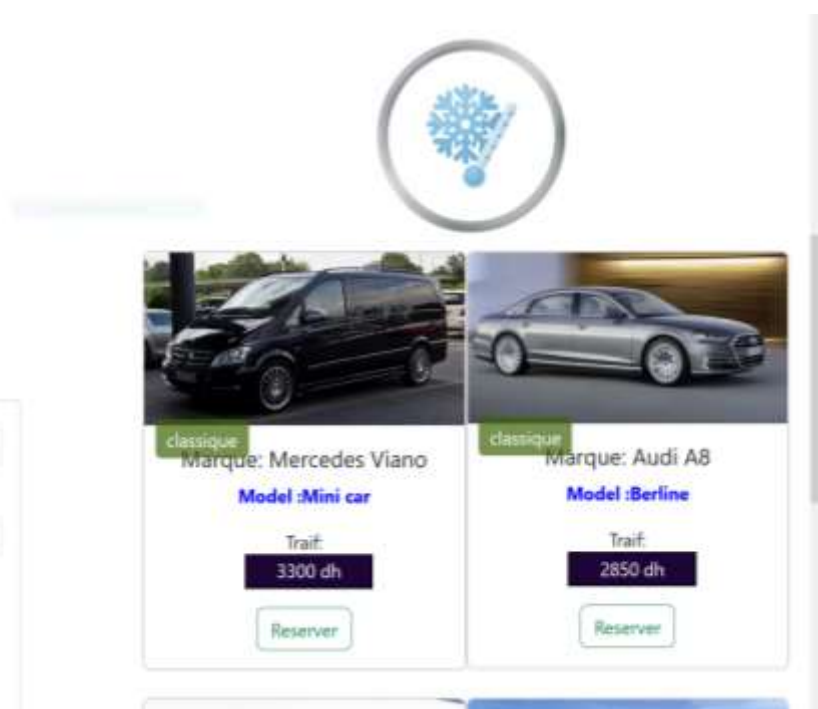 classique
Marque: Mercedes Viano
Model :Mini car
Traif:
3300 dh
Reserver
classique
Marque: Audi A8
Model :Berline
Traif:
2850 dh
Reserver